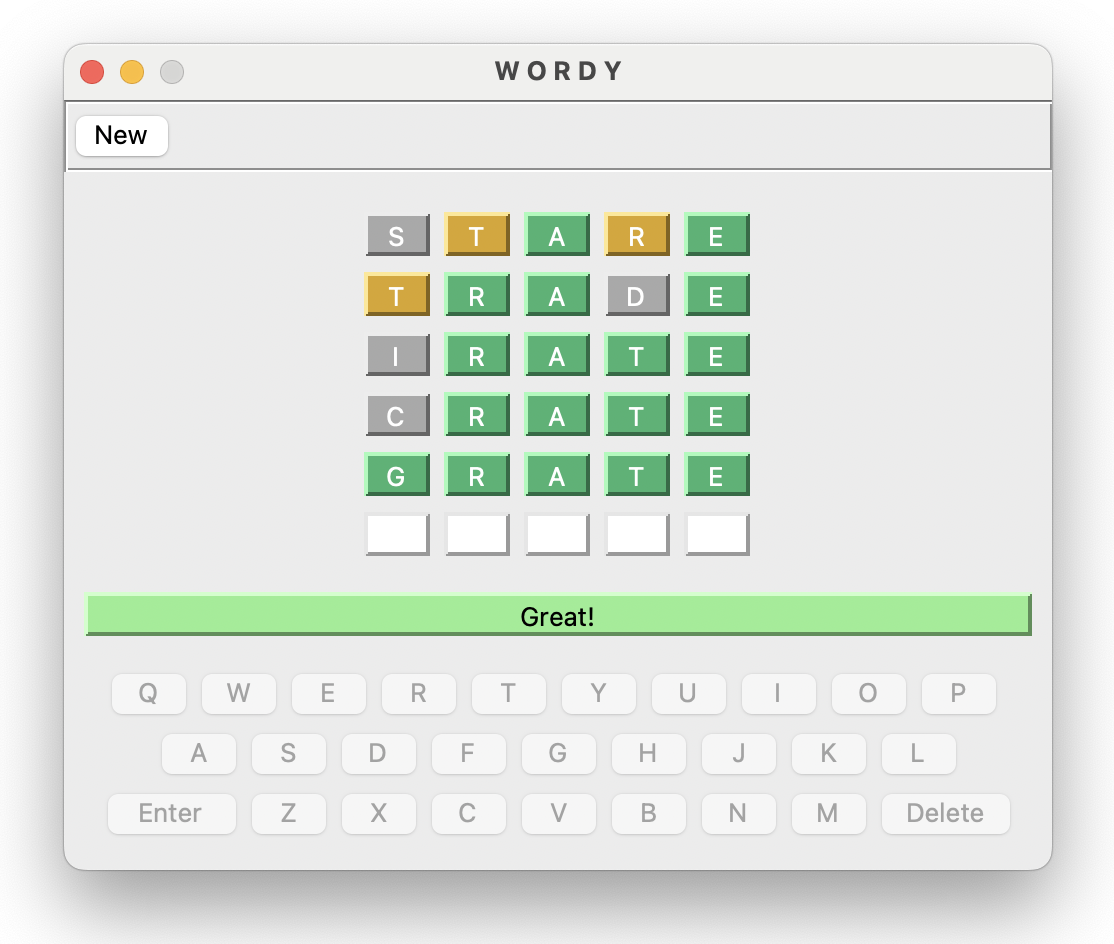 WORDY
New
S T A R E
T R A D E
I R A T E
C R A T E
G R A T E
Great!
Q W E R T Y U I O P
A S D F G H J K L
Enter Z X C V B N M Delete